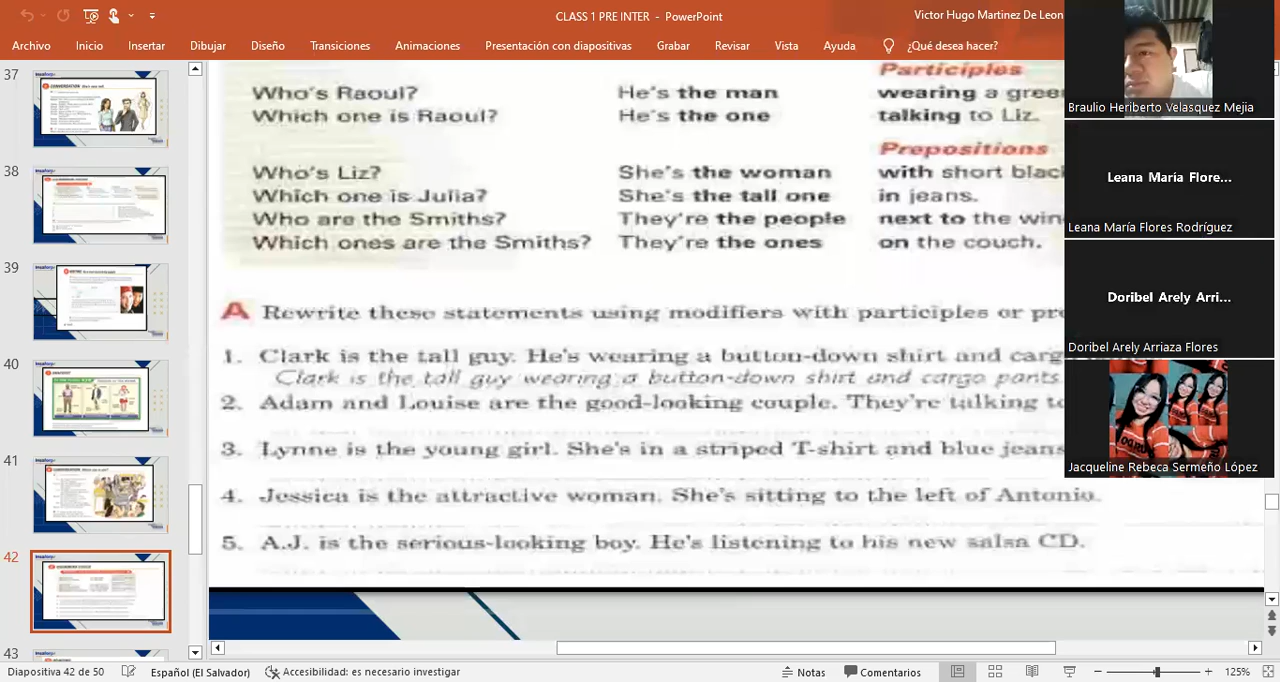 CLASS 1 PRE INTER - PowerPoint
Victor Hugo Martinez De Leon
Archivo Inicio Insertar Dibujar Diseño Transiciones Animaciones Presentación con diapositivas Grabar Revisar Vista Ayuda ¿Qué desea hacer?
37
38
39
40
41
42
43
Participles
Who's Raoul? He's the man wearing a gree
Which one is Raoul? He's the one talking to Liz.
Prepositions
Who's Liz? She's the woman with short blac
Which one is Julia? She's the tall one in jeans.
Who are the Smiths? They're the people next to the win
Which ones are the Smiths? They're the ones on the couch.
A Rewrite these statements using modifiers with participles or pre
1. Clark is the tall guy. He's wearing a button-down shirt and carg
Clark is the tall guy wearing a button-down shirt and cargo pants.
2. Adam and Louise are the good-looking couple. They're talking to
3. Lynne is the young girl. She's in a striped T-shirt and blue jeans
4. Jessica is the attractive woman. She's sitting to the left of Antonio.
5. A.J. is the serious-looking boy. He's listening to his new salsa CD.
Braulio Heriberto Velasquez Mejia
Leana María Flore...
Leana María Flores Rodríguez
Doribel Arely Arri...
Doribel Arely Arriaza Flores
Jacqueline Rebeca Sermeño López
Diapositiva 42 de 50 Español (El Salvador) Accesibilidad: es necesario investigar Notas Comentarios 125%